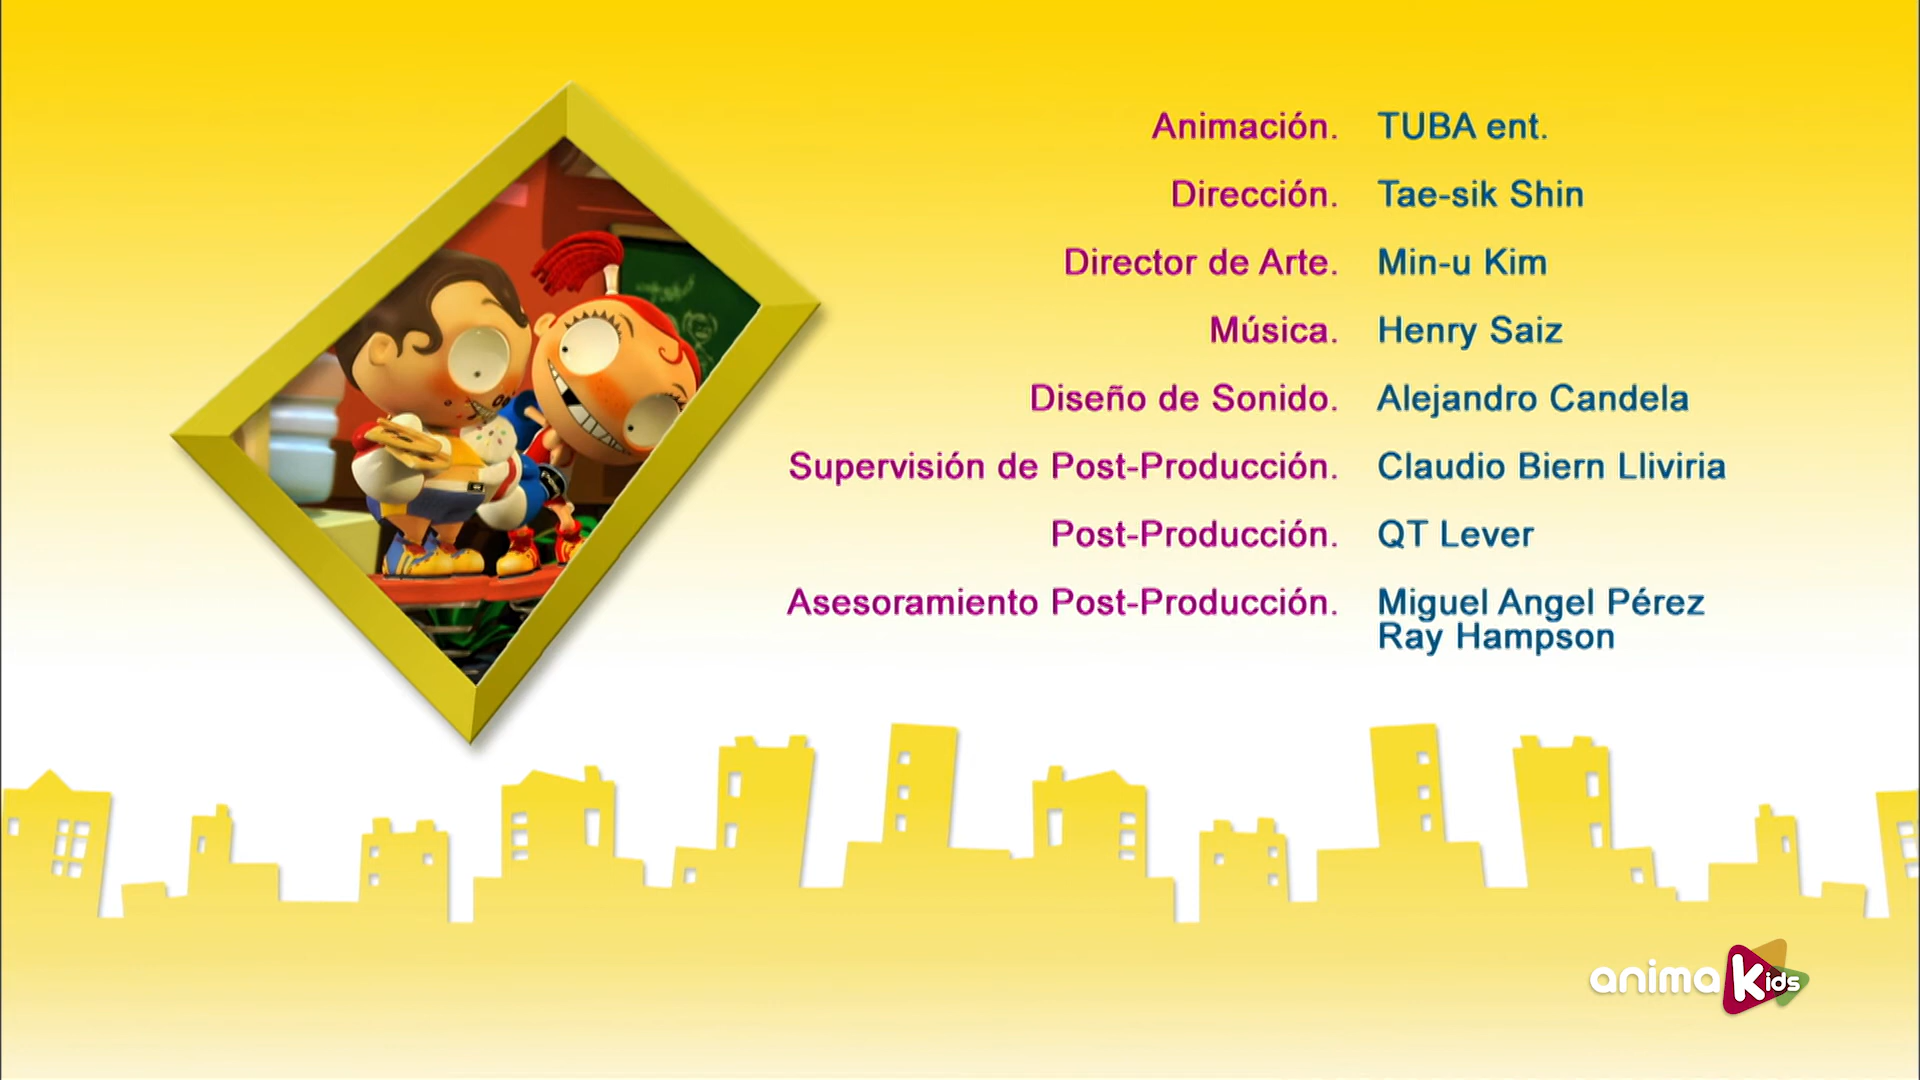 Animación. TUBA ent.
Dirección. Tae-sik Shin
Director de Arte. Min-u Kim
Música. Henry Saiz
Diseño de Sonido. Alejandro Candela
Supervisión de Post-Producción. Claudio Biern Lliviria
Post-Producción. QT Lever
Asesoramiento Post-Producción. Miguel Angel Pérez
Ray Hampson
anima Kids